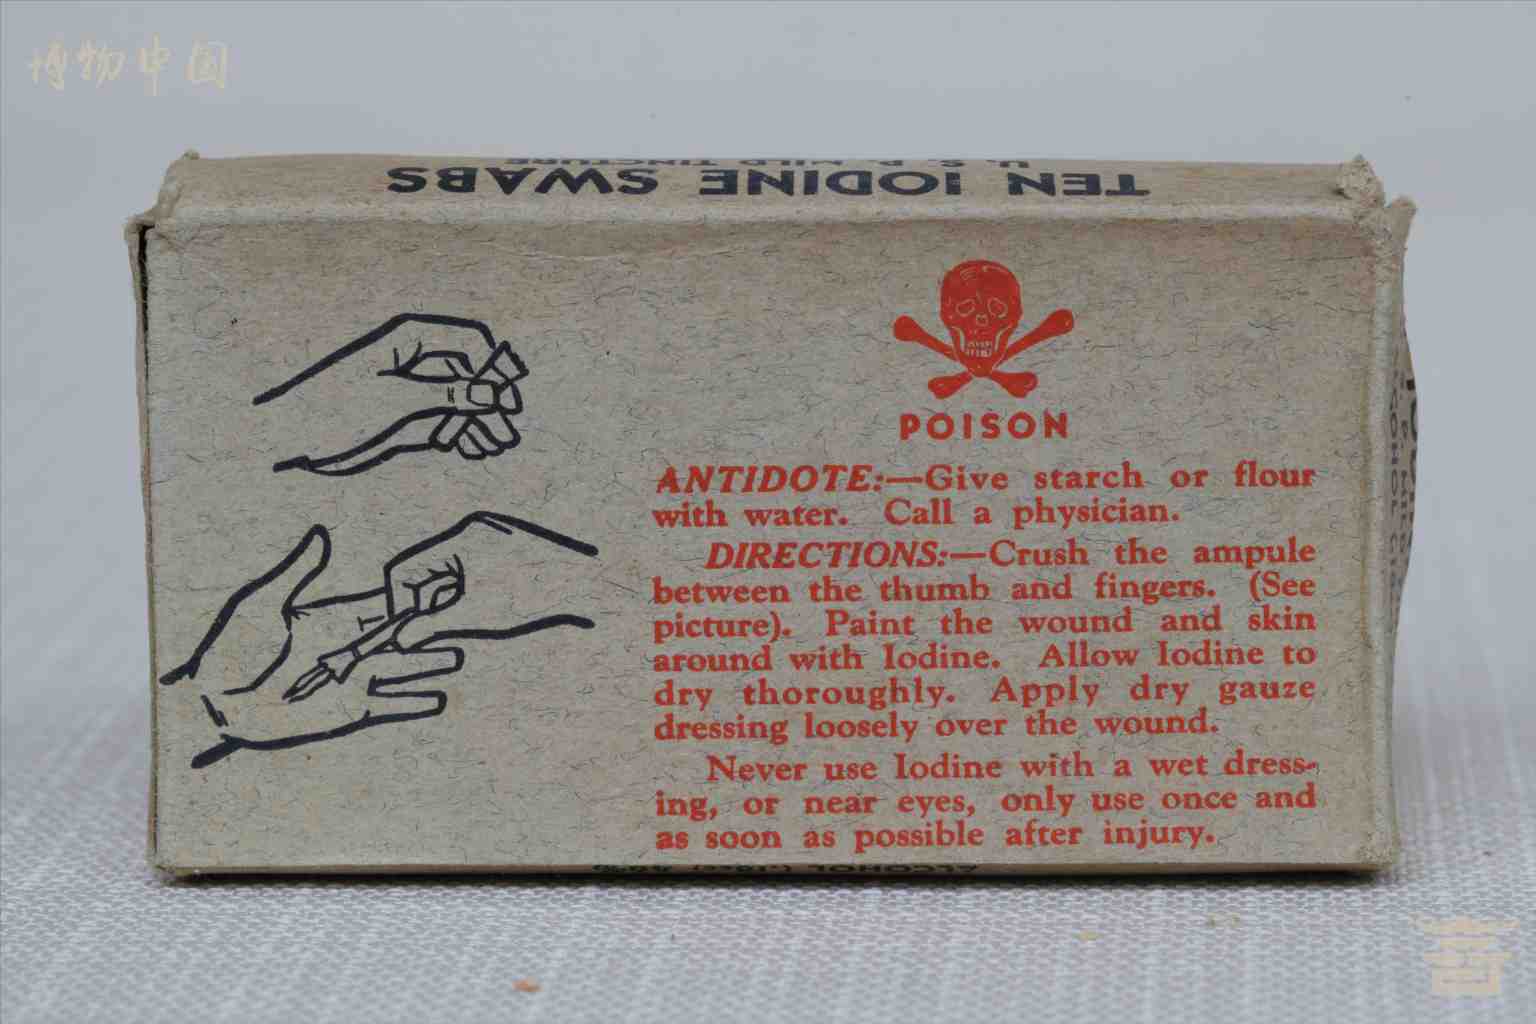 博物中国
U. S. P. MILD TINCTURE
TEN IODINE SWABS
POISON
ANTIDOTE:—Give starch or flour
with water. Call a physician.
DIRECTIONS:—Crush the ampule
between the thumb and fingers. (See
picture). Paint the wound and skin
around with Iodine. Allow Iodine to
dry thoroughly. Apply dry gauze
dressing loosely over the wound.
Never use Iodine with a wet dress-
ing, or near eyes, only use once and
as soon as possible after injury.
ALCOHOL